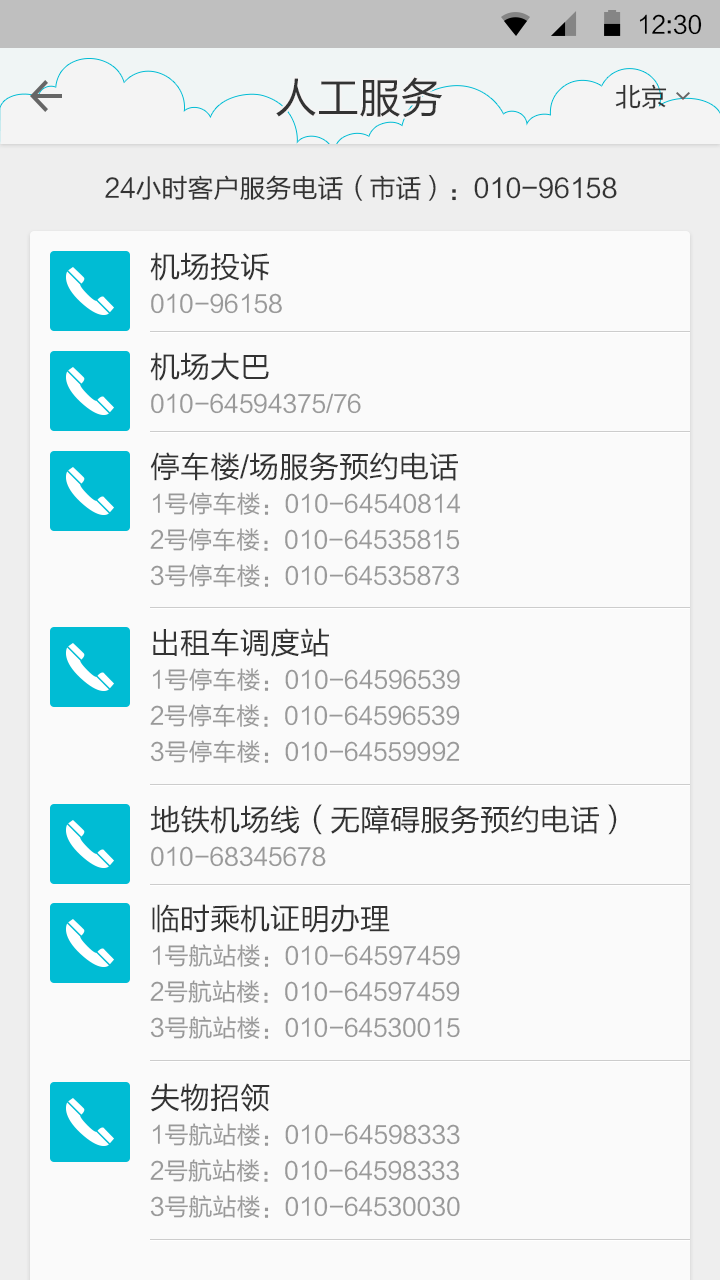 12:30
人工服务
北京
24小时客户服务电话（市话）：010-96158
机场投诉
010-96158
机场大巴
010-64594375/76
停车楼/场服务预约电话
1号停车楼：010-64540814
2号停车楼：010-64535815
3号停车楼：010-64535873
出租车调度站
1号停车楼：010-64596539
2号停车楼：010-64596539
3号停车楼：010-64559992
地铁机场线（无障碍服务预约电话）
010-68345678
临时乘机证明办理
1号航站楼：010-64597459
2号航站楼：010-64597459
3号航站楼：010-64530015
失物招领
1号航站楼：010-64598333
2号航站楼：010-64598333
3号航站楼：010-64530030